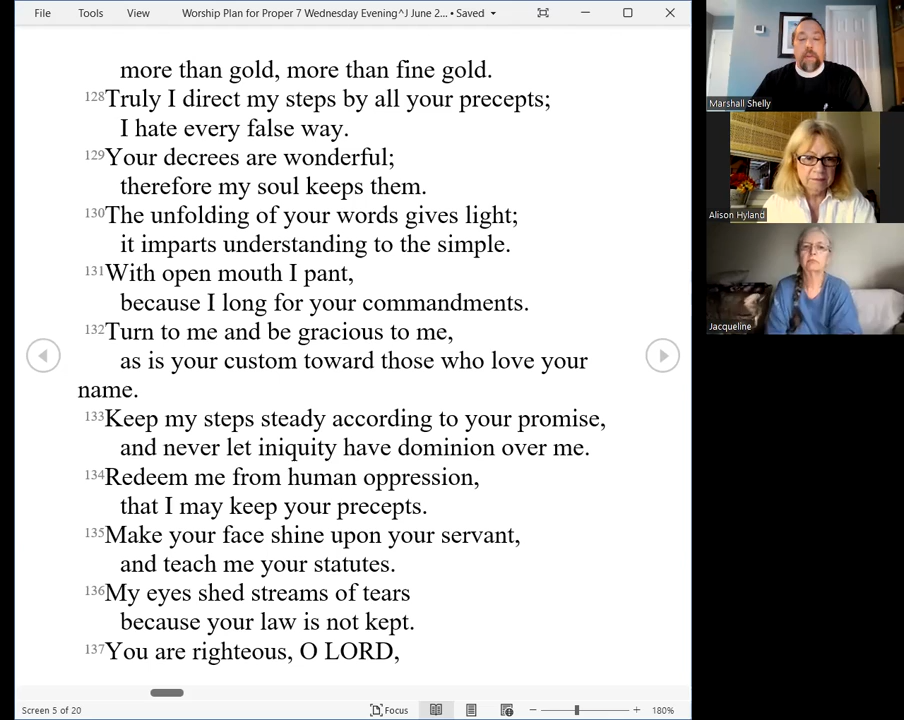 File Tools View Worship Plan for Proper 7 Wednesday Evening^J June 2... • Saved
more than gold, more than fine gold.
128Truly I direct my steps by all your precepts;
I hate every false way.
129Your decrees are wonderful;
therefore my soul keeps them.
130The unfolding of your words gives light;
it imparts understanding to the simple.
131With open mouth I pant,
because I long for your commandments.
132Turn to me and be gracious to me,
as is your custom toward those who love your
name.
133Keep my steps steady according to your promise,
and never let iniquity have dominion over me.
134Redeem me from human oppression,
that I may keep your precepts.
135Make your face shine upon your servant,
and teach me your statutes.
136My eyes shed streams of tears
because your law is not kept.
137You are righteous, O LORD,
Screen 5 of 20 Focus 180%
Marshall Shelly
Alison Hyland
Jacqueline